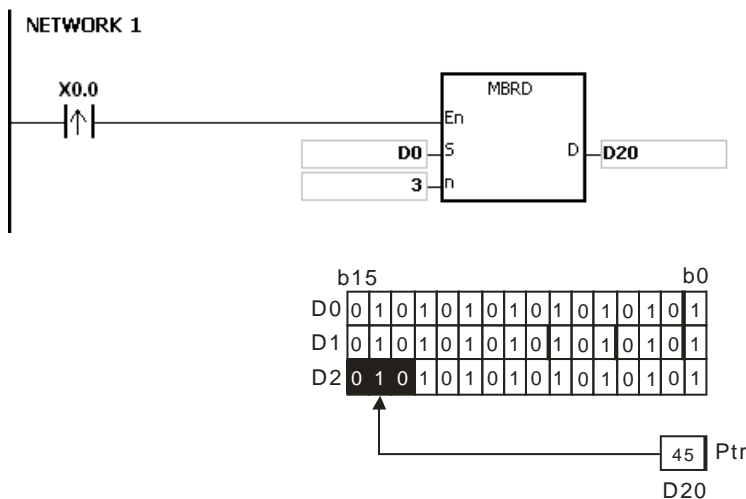 NETWORK 1
X0.0
MBRD
En
D0 S D D20
3 n
b15 b0
D0 0 1 0 1 0 1 0 1 0 1 0 1 0 1 0 1
D1 0 1 0 1 0 1 0 1 0 1 0 1 0 1 0 1
D2 0 1 0 1 0 1 0 1 0 1 0 1 0 1 0 1
45 Ptr
D20